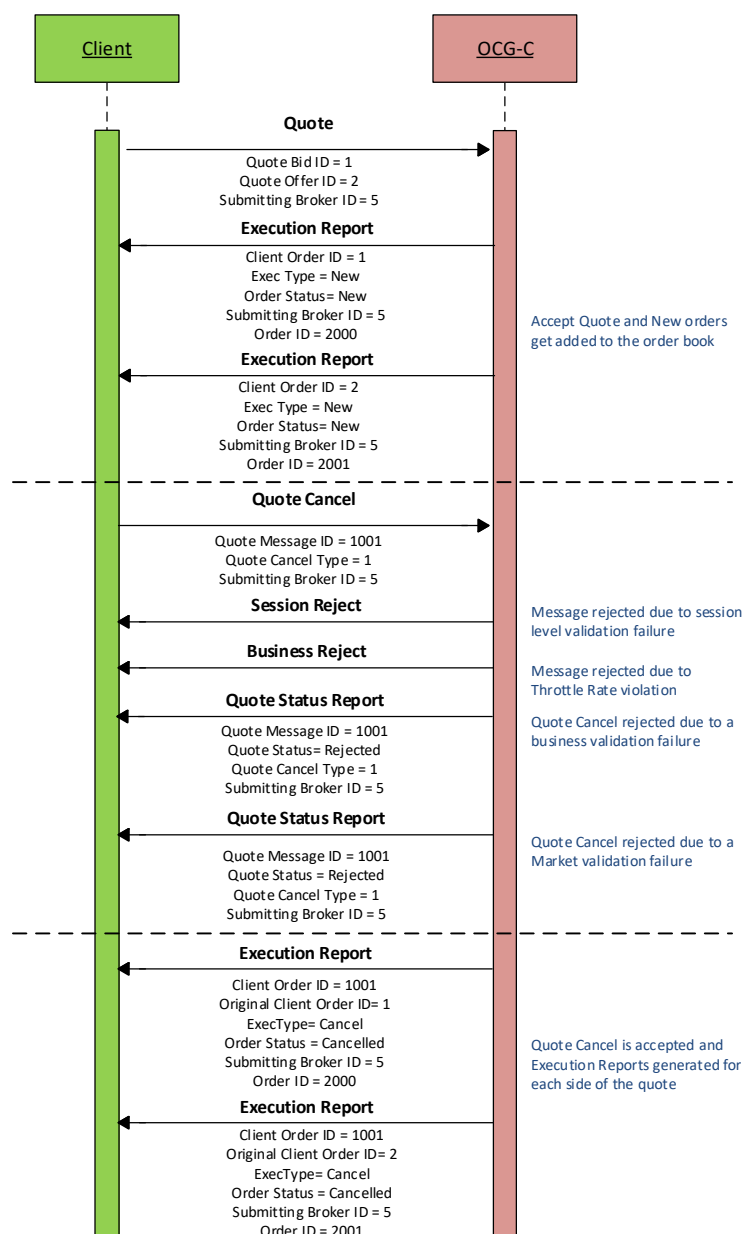 Client
OCG-C
Quote
Quote Bid ID = 1
Quote Offer ID = 2
Submitting Broker ID = 5
Execution Report
Client Order ID = 1
Exec Type = New
Order Status= New
Submitting Broker ID = 5
Order ID = 2000
Accept Quote and New orders
get added to the order book
Execution Report
Client Order ID = 2
Exec Type = New
Order Status= New
Submitting Broker ID = 5
Order ID = 2001
Quote Cancel
Quote Message ID = 1001
Quote Cancel Type = 1
Submitting Broker ID = 5
Session Reject
Message rejected due to session
level validation failure
Business Reject
Message rejected due to
Throttle Rate violation
Quote Status Report
Quote Cancel rejected due to a
business validation failure
Quote Message ID = 1001
Quote Status= Rejected
Quote Cancel Type = 1
Submitting Broker ID = 5
Quote Status Report
Quote Cancel rejected due to a
Market validation failure
Quote Message ID = 1001
Quote Status = Rejected
Quote Cancel Type = 1
Submitting Broker ID = 5
Execution Report
Client Order ID = 1001
Original Client Order ID= 1
ExecType= Cancel
Order Status = Cancelled
Submitting Broker ID = 5
Order ID = 2000
Quote Cancel is accepted and
Execution Reports generated for
each side of the quote
Execution Report
Client Order ID = 1001
Original Client Order ID= 2
ExecType= Cancel
Order Status = Cancelled
Submitting Broker ID = 5
Order ID = 2001